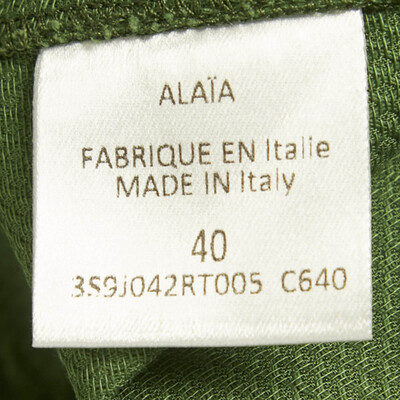 ALAÏA
FABRIQUE EN Italie
MADE IN Italy
40
3S9J042RT005 C640